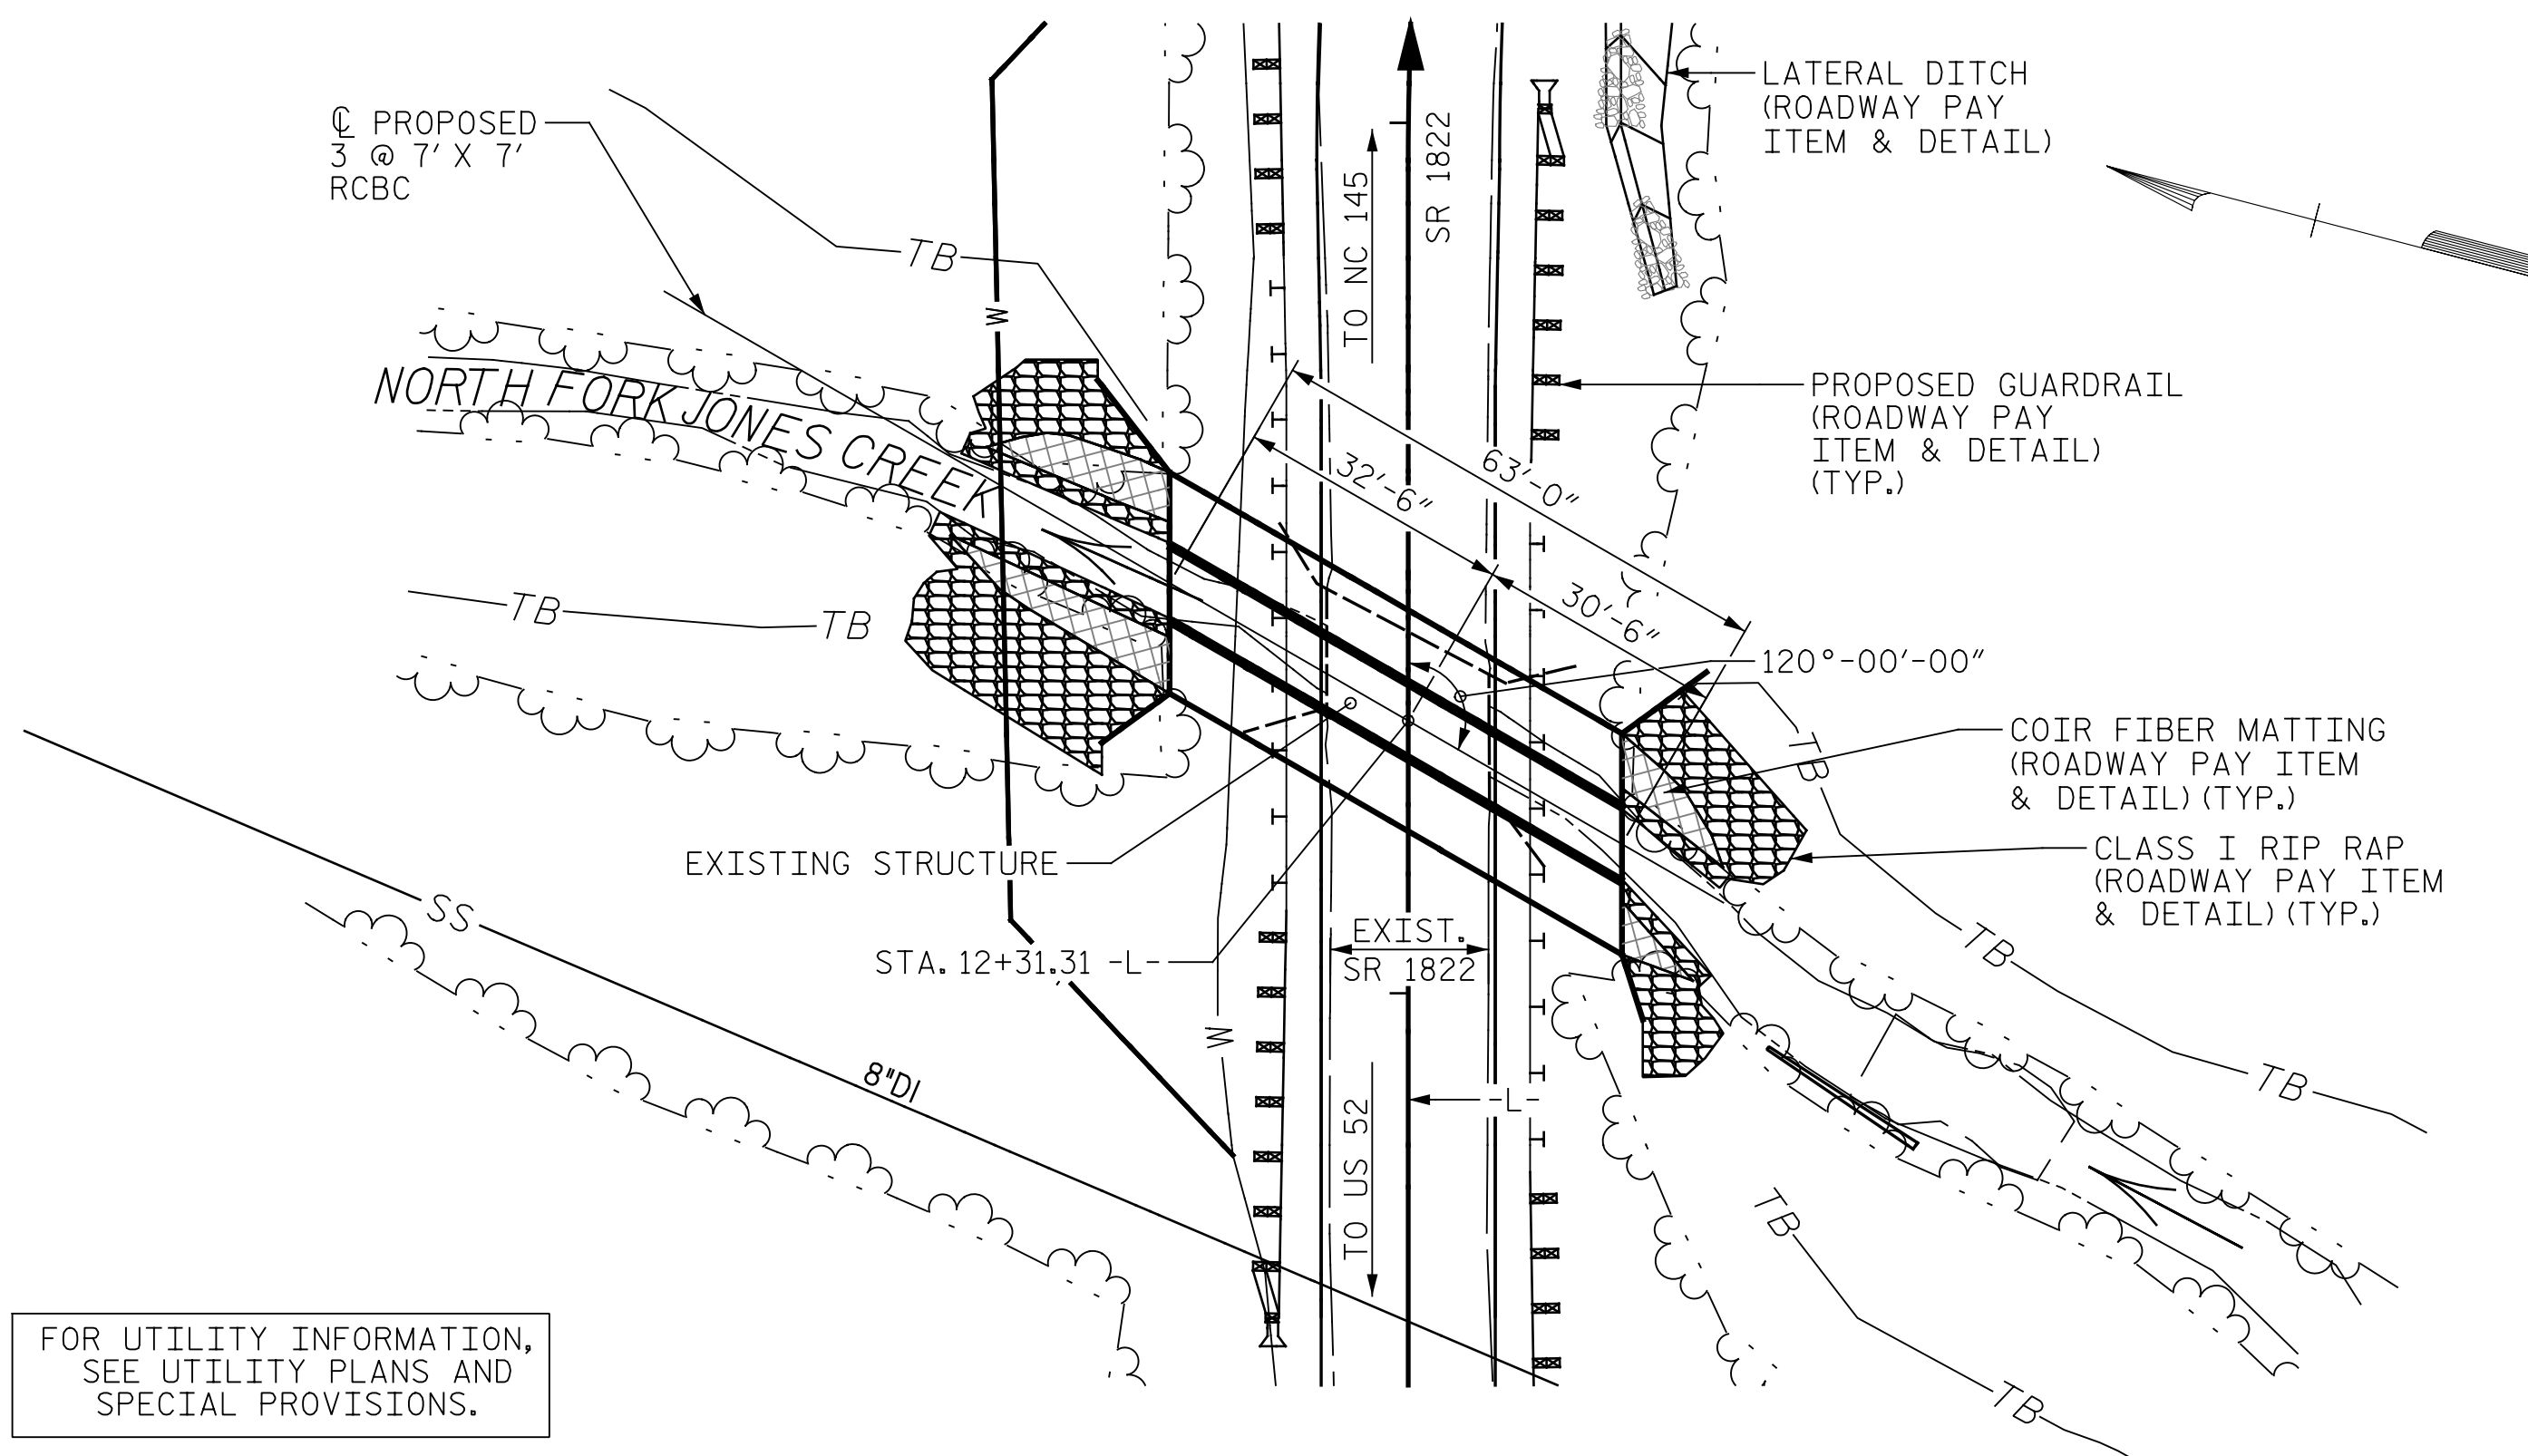 ℄ PROPOSED
3 @ 7' X 7'
RCBC
TB
W
NORTH FORK JONES CREEK
TB
TB
TO NC 145
SR 1822
LATERAL DITCH
(ROADWAY PAY
ITEM & DETAIL)
PROPOSED GUARDRAIL
(ROADWAY PAY
ITEM & DETAIL)
(TYP.)
63'-0"
32'-6"
30'-6"
120°-00'-00"
TB
COIR FIBER MATTING
(ROADWAY PAY ITEM
& DETAIL) (TYP.)
CLASS I RIP RAP
(ROADWAY PAY ITEM
& DETAIL) (TYP.)
EXISTING STRUCTURE
SS
STA. 12+31.31 -L-
EXIST.
SR 1822
W
TB
TB
8"DI
-L-
TO US 52
TB
TB
FOR UTILITY INFORMATION,
SEE UTILITY PLANS AND
SPECIAL PROVISIONS.